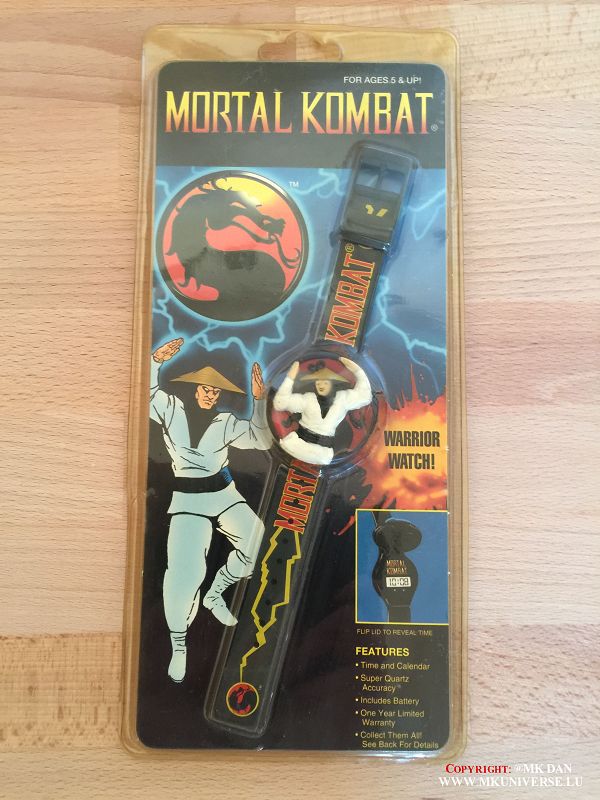 FOR AGES 5 & UP!
MORTAL KOMBAT®
TM
KOMBAT®
MORTAL
WARRIOR
WATCH!
MORTAL
KOMBAT
10:08
FLIP LID TO REVEAL TIME
FEATURES
• Time and Calendar
• Super Quartz
Accuracy
• Includes Battery
• One Year Limited
Warranty
• Collect Them All!
See Back For Details
COPYRIGHT: @MK DAN
WWW.MKUNIVERSE.LU